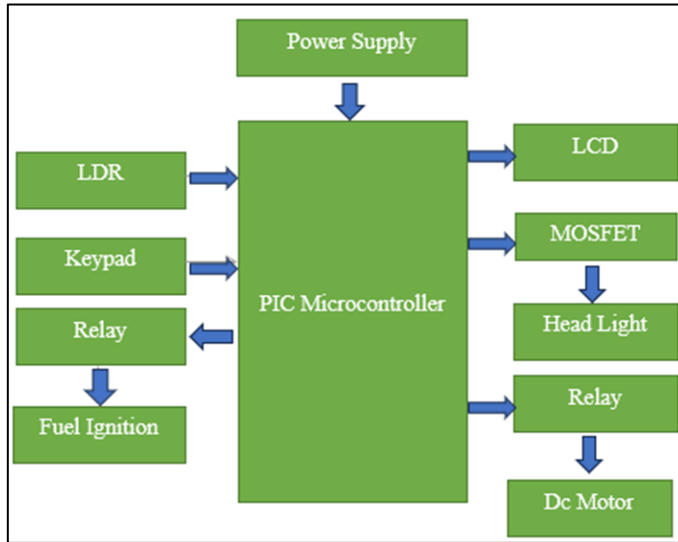 Power Supply
LDR
Keypad
Relay
Fuel Ignition
PIC Microcontroller
LCD
MOSFET
Head Light
Relay
Dc Motor